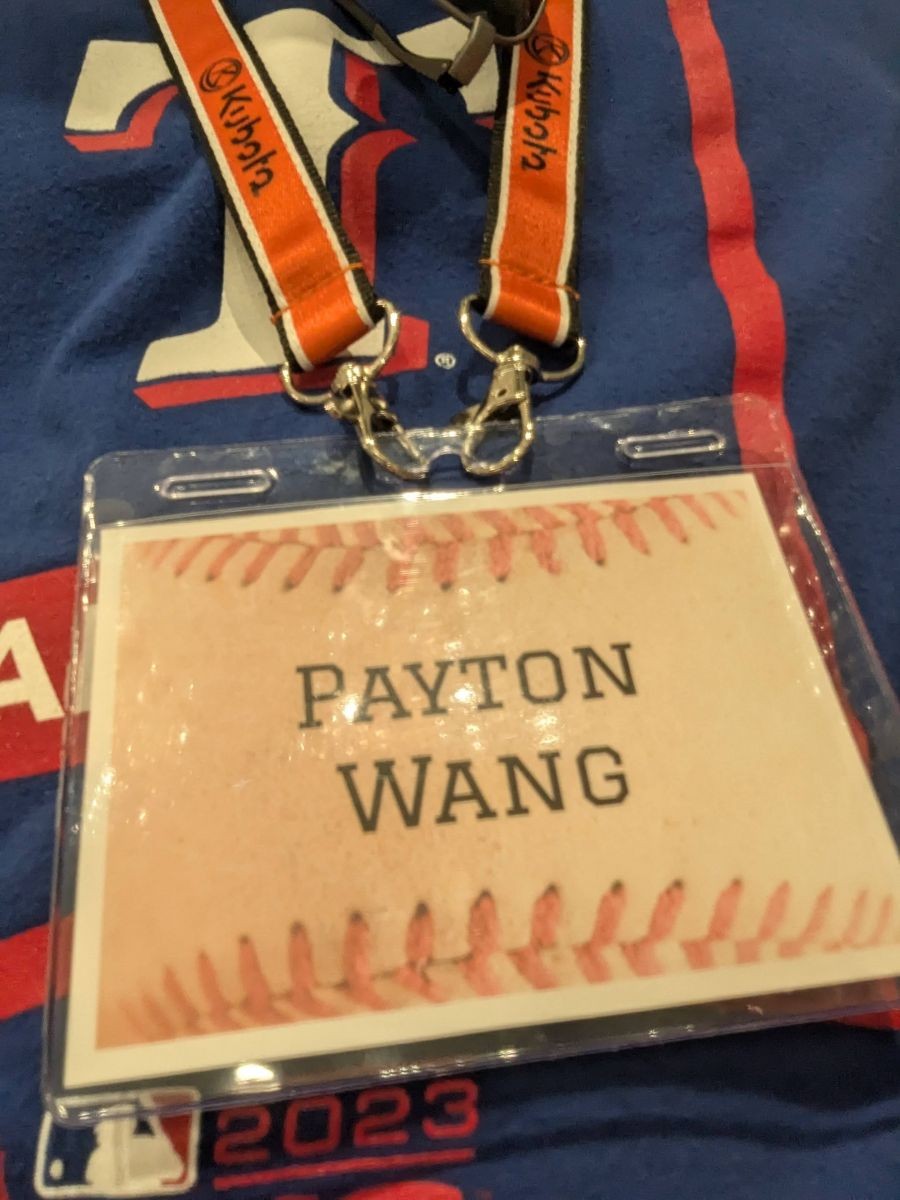 Kubota
Kubota
T
®
A
PAYTON
WANG
2023